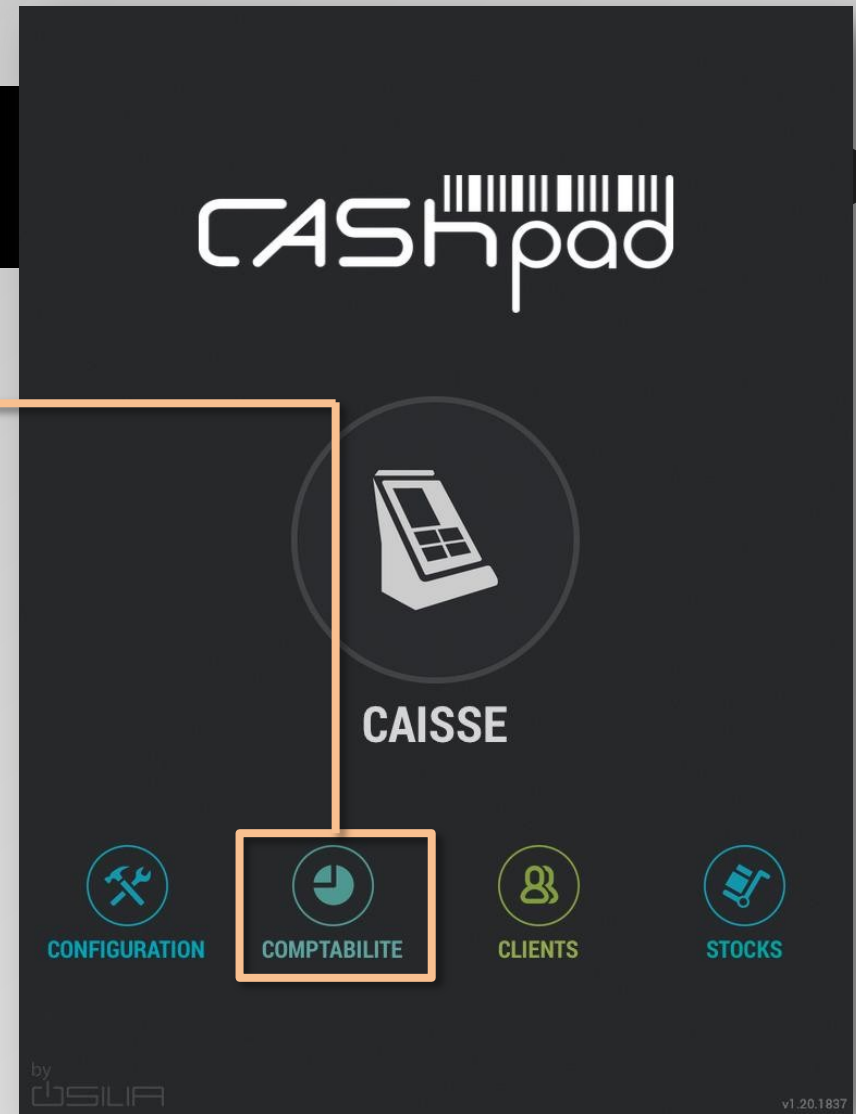 CASHpad
CAISSE
CONFIGURATION
COMPTABILITE
CLIENTS
STOCKS
by
OSILIA
v1.20.1837